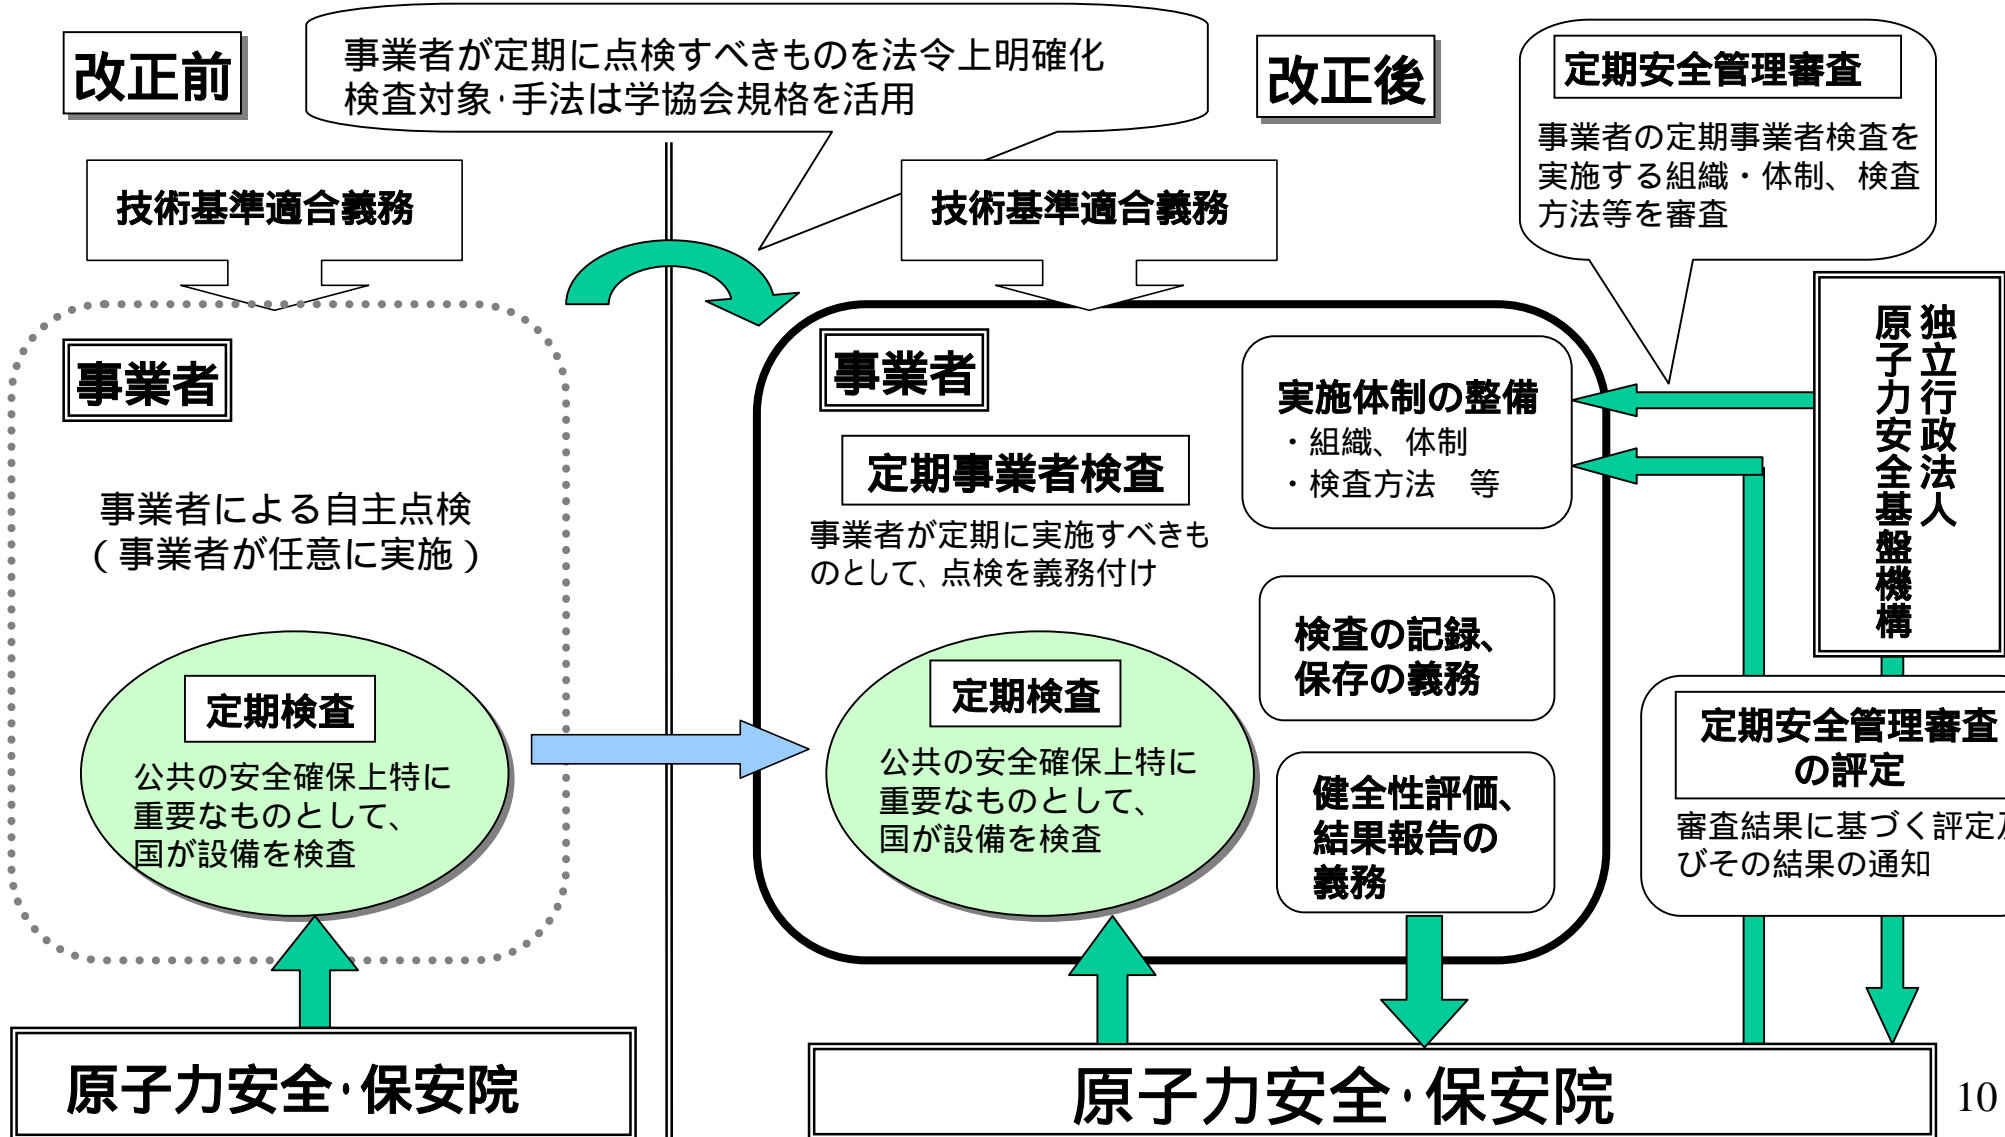 改正前
事業者が定期に点検すべきものを法令上明確化
検査対象・手法は学協会規格を活用
技術基準適合義務
事業者
事業者による自主点検
（事業者が任意に実施）
定期検査
公共の安全確保上特に
重要なものとして、
国が設備を検査
原子力安全・保安院
改正後
技術基準適合義務
事業者
定期事業者検査
事業者が定期に実施すべきも
のとして、点検を義務付け
定期検査
公共の安全確保上特に
重要なものとして、
国が設備を検査
実施体制の整備
・組織、体制
・検査方法　等
検査の記録、
保存の義務
健全性評価、
結果報告の
義務
定期安全管理審査
事業者の定期事業者検査を
実施する組織・体制、検査
方法等を審査
独立行政法人
原子力安全基盤機構
定期安全管理審査
の評定
審査結果に基づく評定及
びその結果の通知
原子力安全・保安院
10